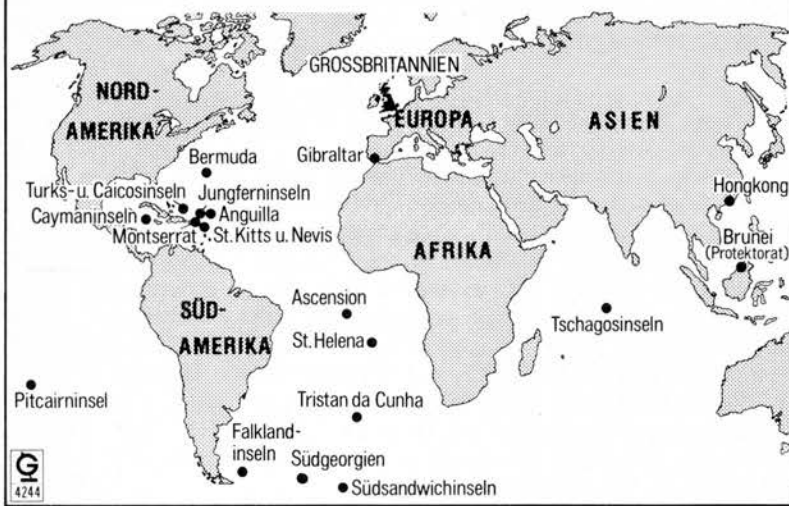 GROSSBRITANNIEN
NORD-
AMERIKA
EUROPA
ASIEN
Bermuda
Gibraltar
Turks- u. Caicosinseln
Jungferninseln
Hongkong
Caymaninseln
Anguilla
Montserrat
St. Kitts u. Nevis
Brunei
(Protektorat)
AFRIKA
SÜD-
AMERIKA
Ascension
St. Helena
Tschagosinseln
Pitcairninsel
Tristan da Cunha
Falkland-
inseln
Südgeorgien
Südsandwichinseln
G
4244